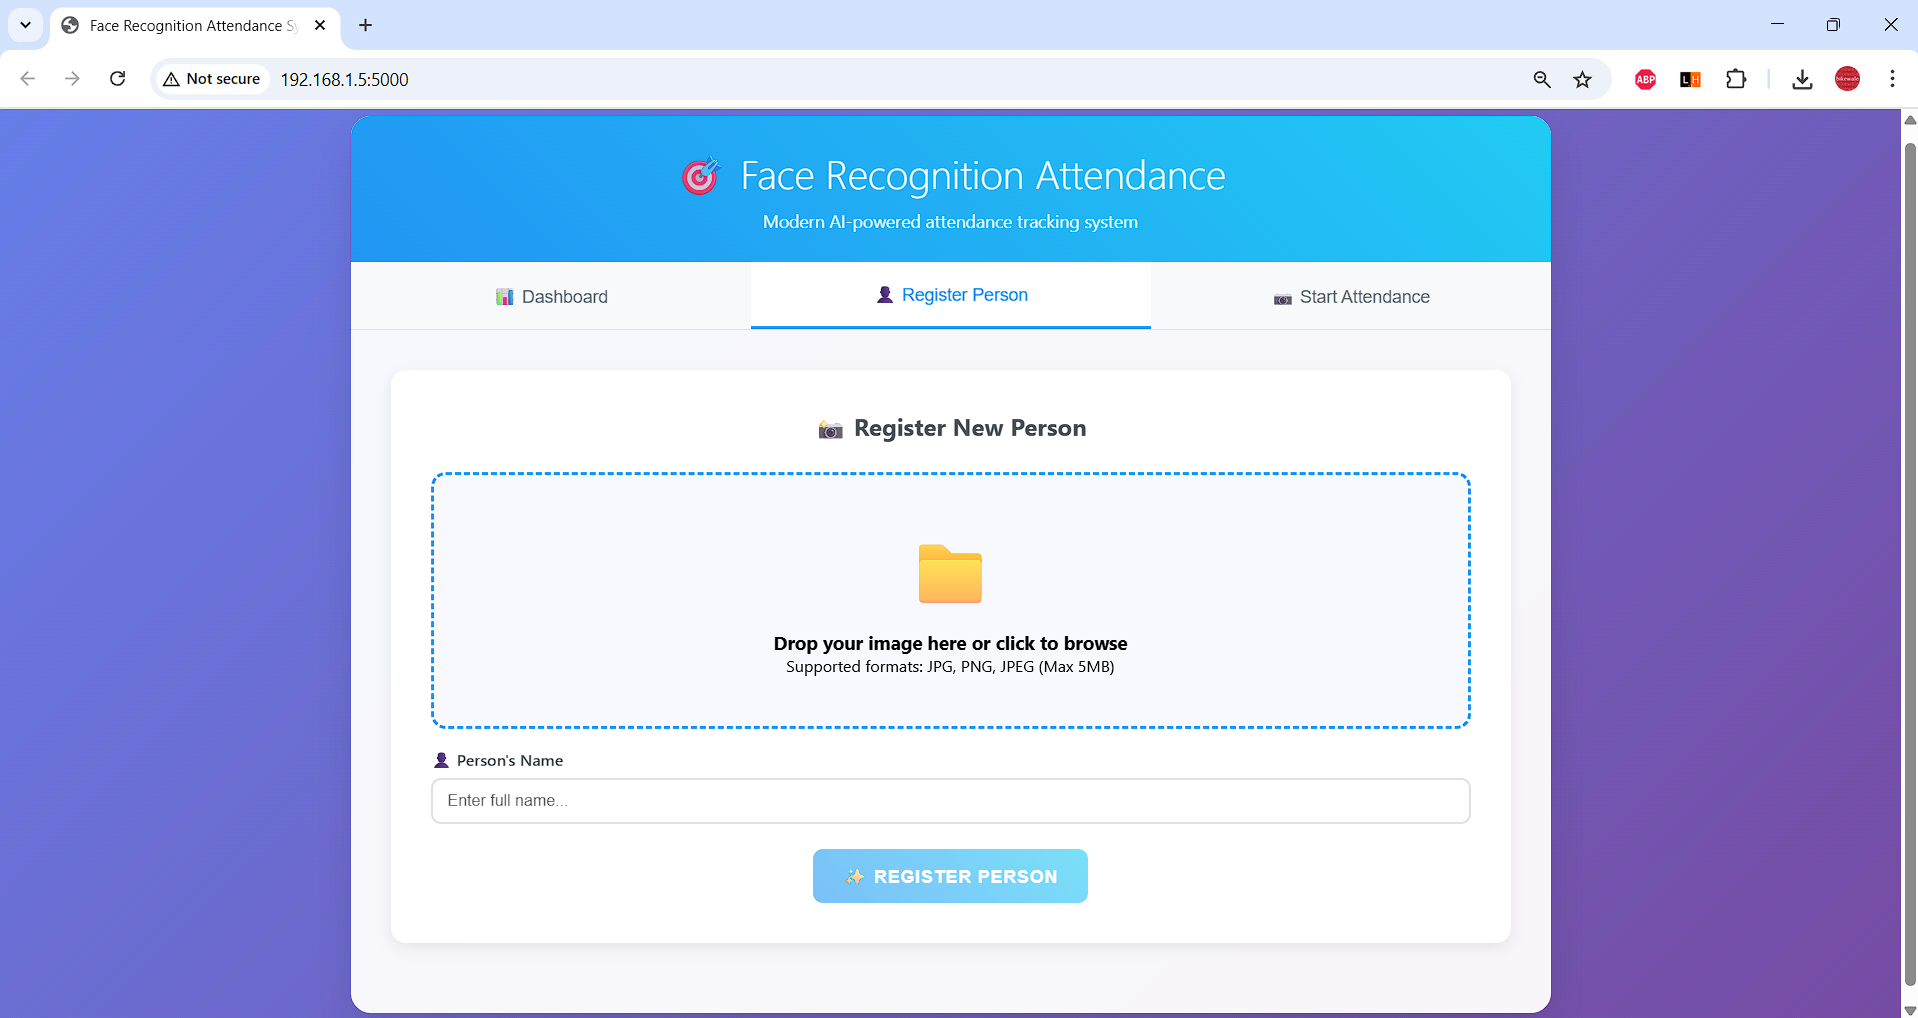 Face Recognition Attendance Sy
Not secure
192.168.1.5:5000
ABP
LH
Face Recognition Attendance
Modern AI-powered attendance tracking system
Dashboard
Register Person
Start Attendance
Register New Person
Drop your image here or click to browse
Supported formats: JPG, PNG, JPEG (Max 5MB)
Person's Name
Enter full name...
REGISTER PERSON